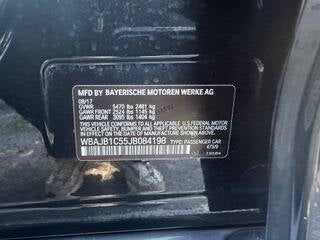 MFD BY BAYERISCHE MOTOREN WERKE AG
08/17
GVWR 5470 lbs 2481 kg
GAWR FRONT 2524 lbs 1145 kg
GAWR REAR 3095 lbs 1404 kg
THIS VEHICLE CONFORMS TO ALL APPLICABLE U.S. FEDERAL
MOTOR VEHICLE SAFETY, BUMPER, AND THEFT PREVENTION STANDARDS
IN EFFECT ON THE DATE OF MANUFACTURE SHOWN ABOVE.
WBAJB1C55JB084198 TYPE: PASSENGER CAR
475/9